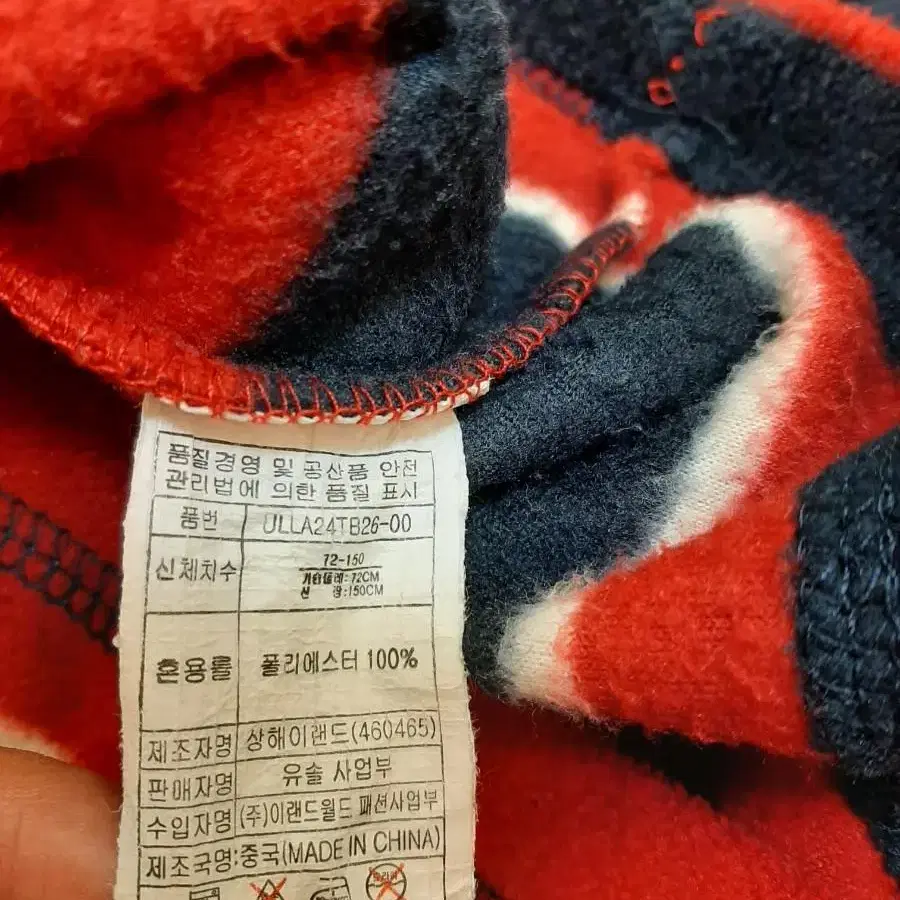 품질경영 및 공산품 안전
관리법에 의한 품질 표시
품번 ULLA24TB26-00
신체치수 72-150
가슴둘레:72CM
신 장:150CM
혼용률 폴리에스터 100%
제조자명 상해이랜드(460465)
판매자명 유솔 사업부
수입자명 (주)이랜드월드 패션사업부
제조국명:중국(MADE IN CHINA)
드라이